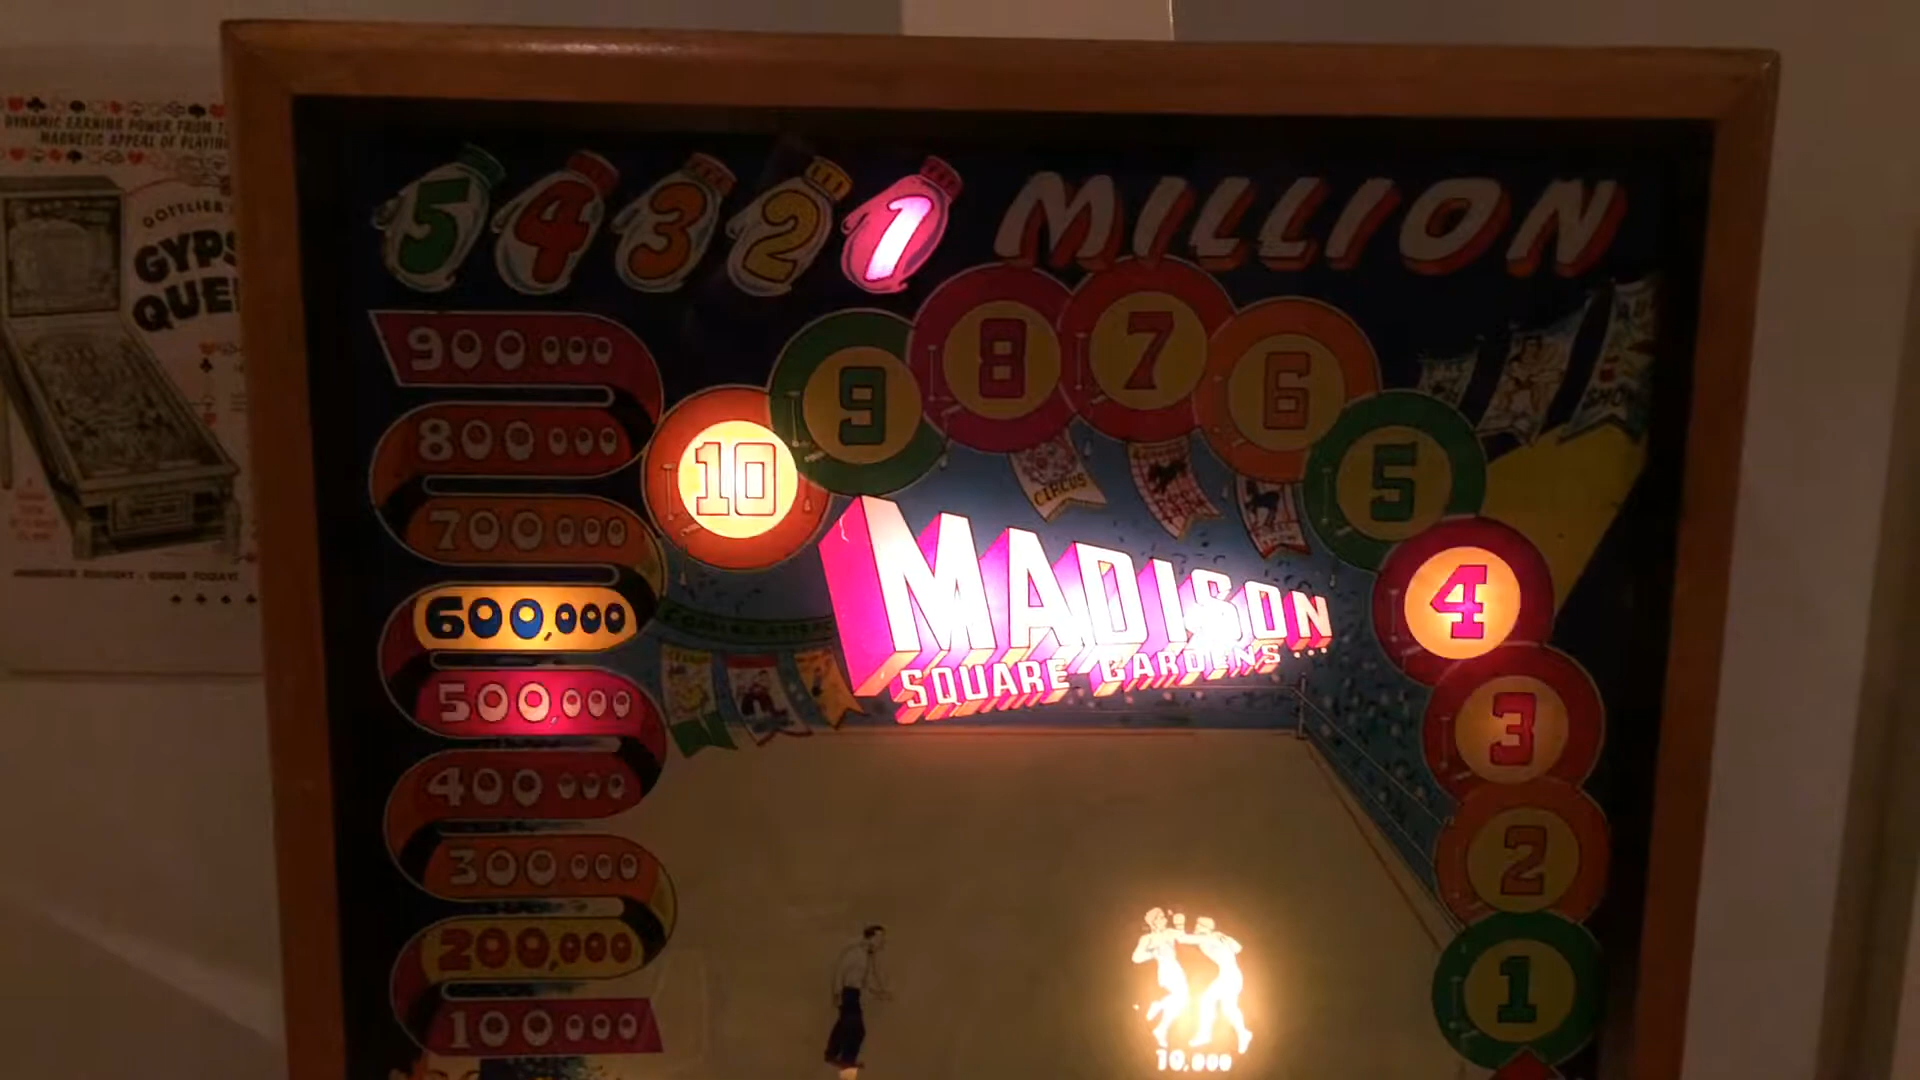 DYNAMIC EARNING POWER FROM T
MAGNETIC APPEAL OF PLAYIN
GOTTLIEB'
GYPS
QUE
5 4 3 2 1 MILLION
900,000
800,000
700,000
600,000
500,000
400,000
300,000
200,000
100,000
10
9
8
7
6
5
4
3
2
1
CIRCUS
MADISON
SQUARE GARDENS...
10,000